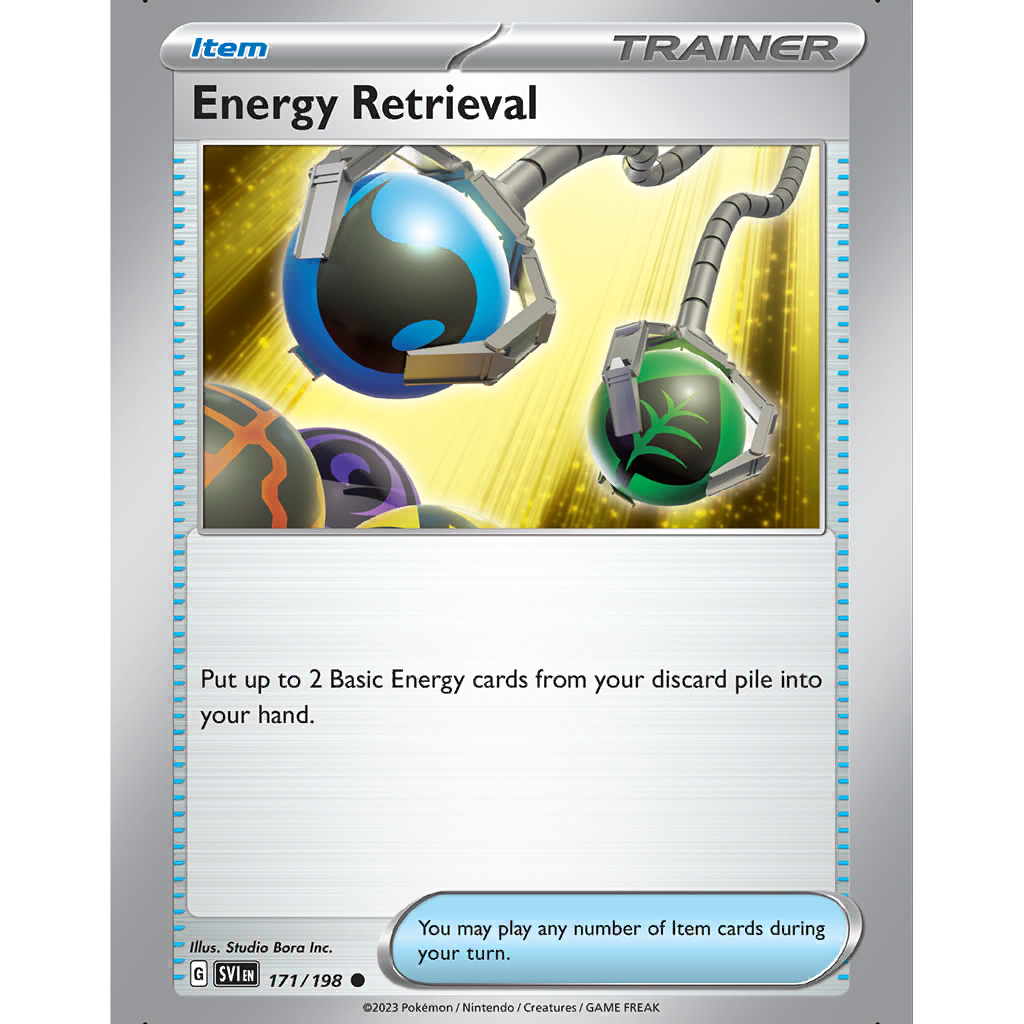 Item
TRAINER
Energy Retrieval
Put up to 2 Basic Energy cards from your discard pile into
your hand.
You may play any number of Item cards during
your turn.
Illus. Studio Bora Inc.
G SVI EN 171/198
©2023 Pokémon / Nintendo / Creatures / GAME FREAK